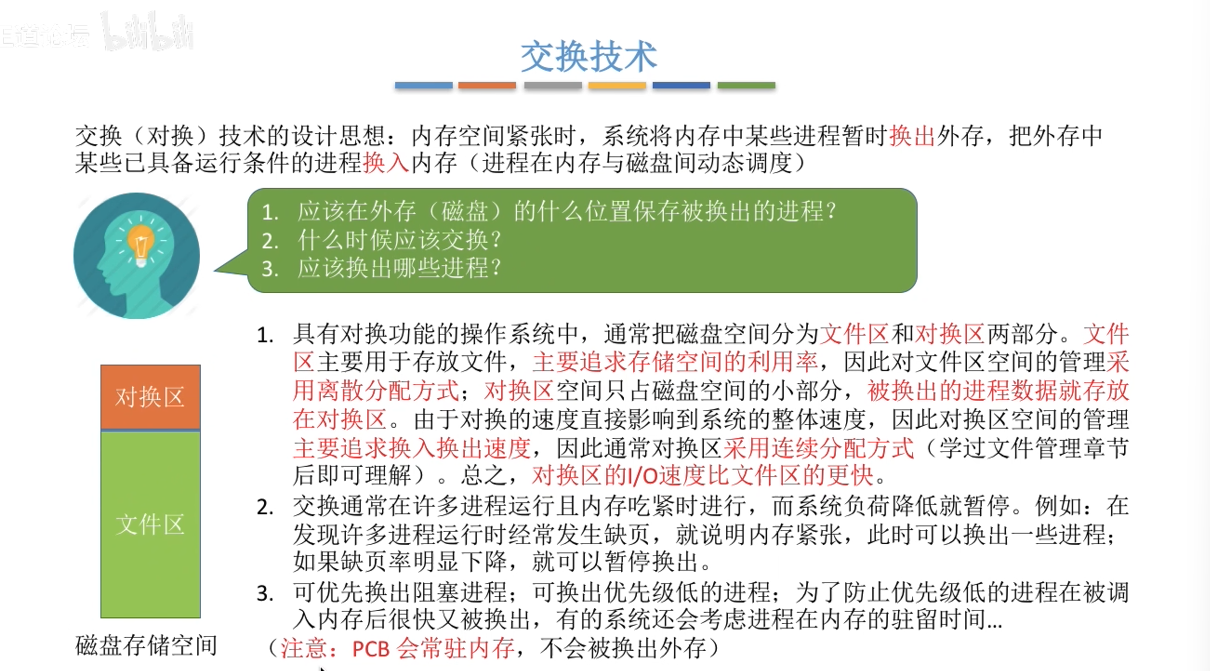 bilibili
交换技术
交换（对换）技术的设计思想：内存空间紧张时，系统将内存中某些进程暂时换出外存，把外存中
某些已具备运行条件的进程换入内存（进程在内存与磁盘间动态调度）
1. 应该在外存（磁盘）的什么位置保存被换出的进程？
2. 什么时候应该交换？
3. 应该换出哪些进程？
1. 具有对换功能的操作系统中，通常把磁盘空间分为文件区和对换区两部分。文件
区主要用于存放文件，主要追求存储空间的利用率，因此对文件区空间的管理采
用离散分配方式；对换区空间只占磁盘空间的小部分，被换出的进程数据就存放
在对换区。由于对换的速度直接影响到系统的整体速度，因此对换区空间的管理
主要追求换入换出速度，因此通常对换区采用连续分配方式（学过文件管理章节
后即可理解）。总之，对换区的I/O速度比文件区的更快。
2. 交换通常在许多进程运行且内存吃紧时进行，而系统负荷降低就暂停。例如：在
发现许多进程运行时经常发生缺页，就说明内存紧张，此时可以换出一些进程；
如果缺页率明显下降，就可以暂停换出。
3. 可优先换出阻塞进程；可换出优先级低的进程；为了防止优先级低的进程在被调
入内存后很快又被换出，有的系统还会考虑进程在内存的驻留时间…
（注意：PCB 会常驻内存，不会被换出外存）
对换区
文件区
磁盘存储空间